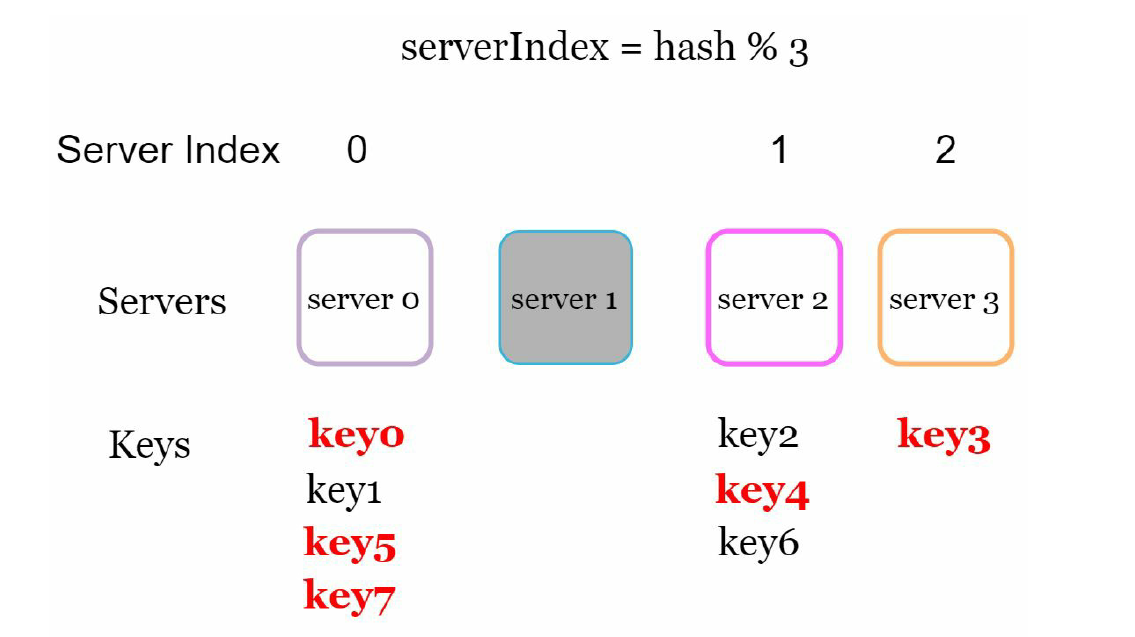 serverIndex = hash % 3
Server Index 0 1 2
Servers server 0 server 1 server 2 server 3
Keys key0 key2 key3
key1 key4
key5 key6
key7